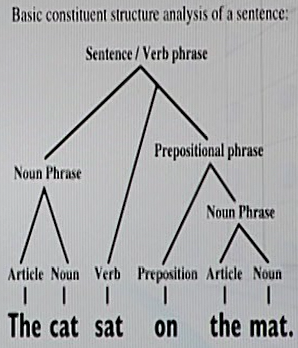 Basic constituent structure analysis of a sentence:
Sentence / Verb phrase
Prepositional phrase
Noun Phrase
Noun Phrase
Article Noun Verb Preposition Article Noun
The cat sat on the mat.